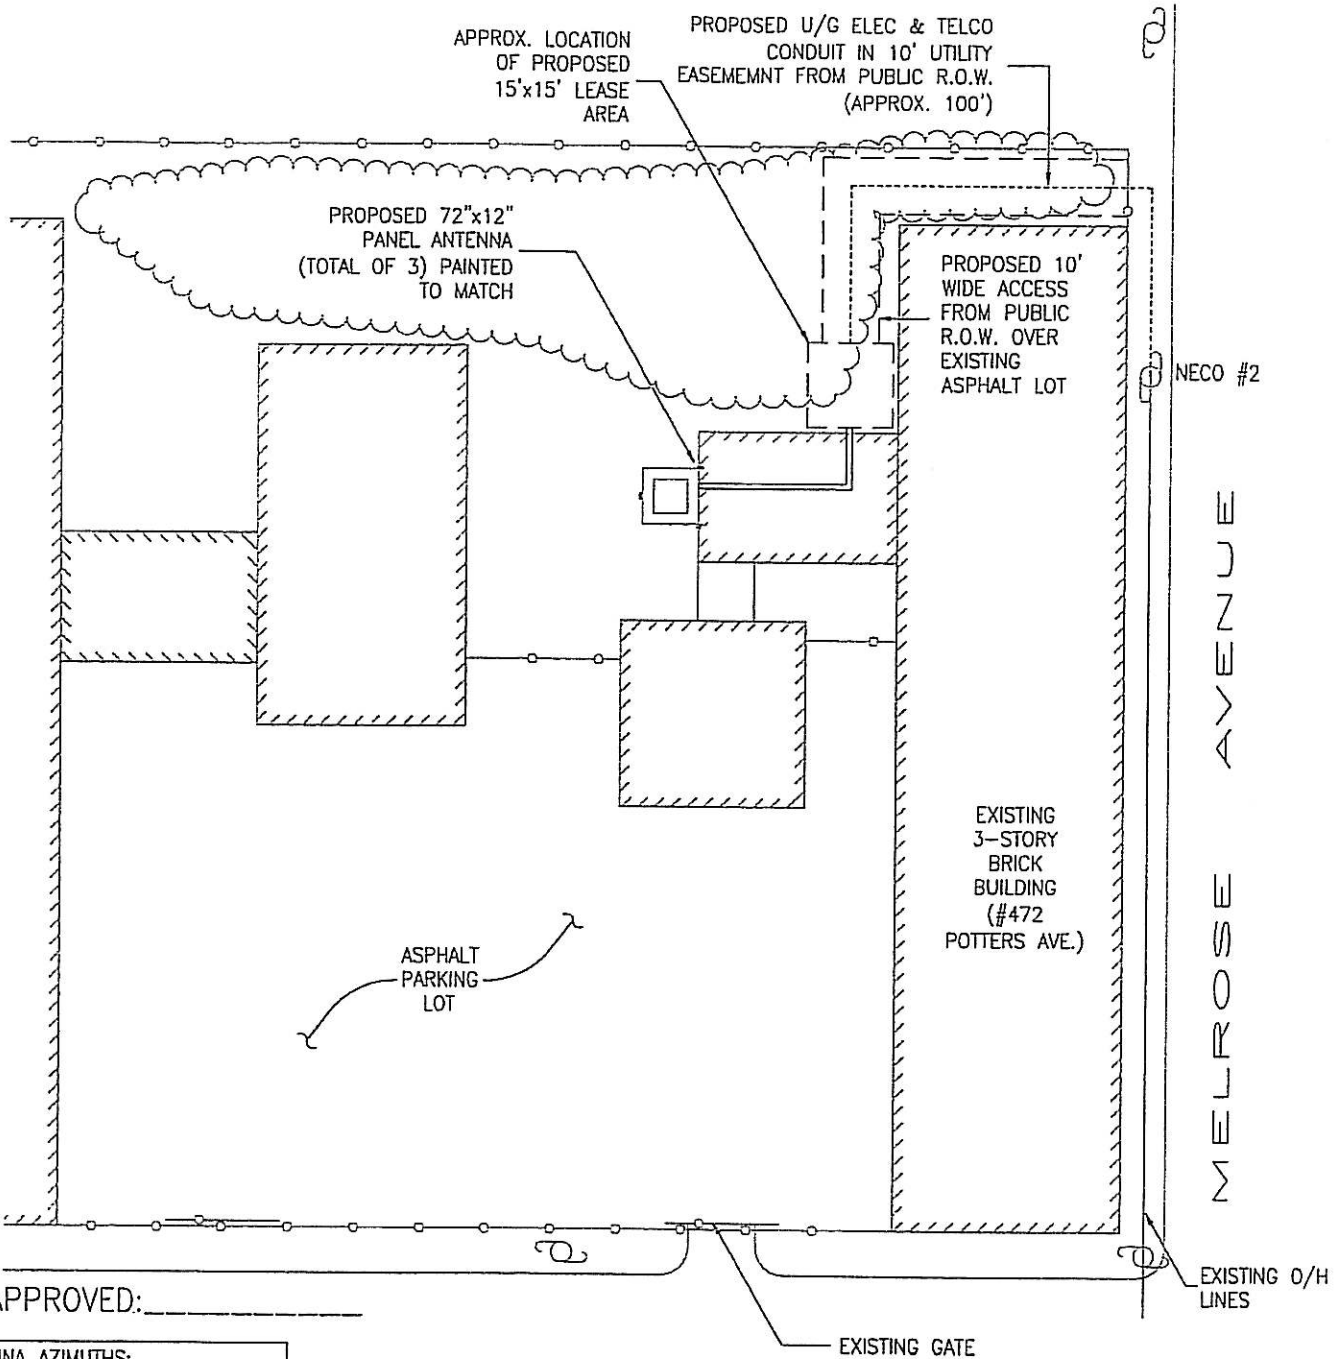 APPROX. LOCATION
OF PROPOSED
15'x15' LEASE
AREA
PROPOSED U/G ELEC & TELCO
CONDUIT IN 10' UTILITY
EASEMEMNT FROM PUBLIC R.O.W.
(APPROX. 100')
PROPOSED 72"x12"
PANEL ANTENNA
(TOTAL OF 3) PAINTED
TO MATCH
PROPOSED 10'
WIDE ACCESS
FROM PUBLIC
R.O.W. OVER
EXISTING
ASPHALT LOT
NECO #2
MELROSE AVENUE
EXISTING
3-STORY
BRICK
BUILDING
(#472
POTTERS AVE.)
ASPHALT
PARKING
LOT
EXISTING O/H
LINES
EXISTING GATE
APPROVED:
AZIMUTHS: